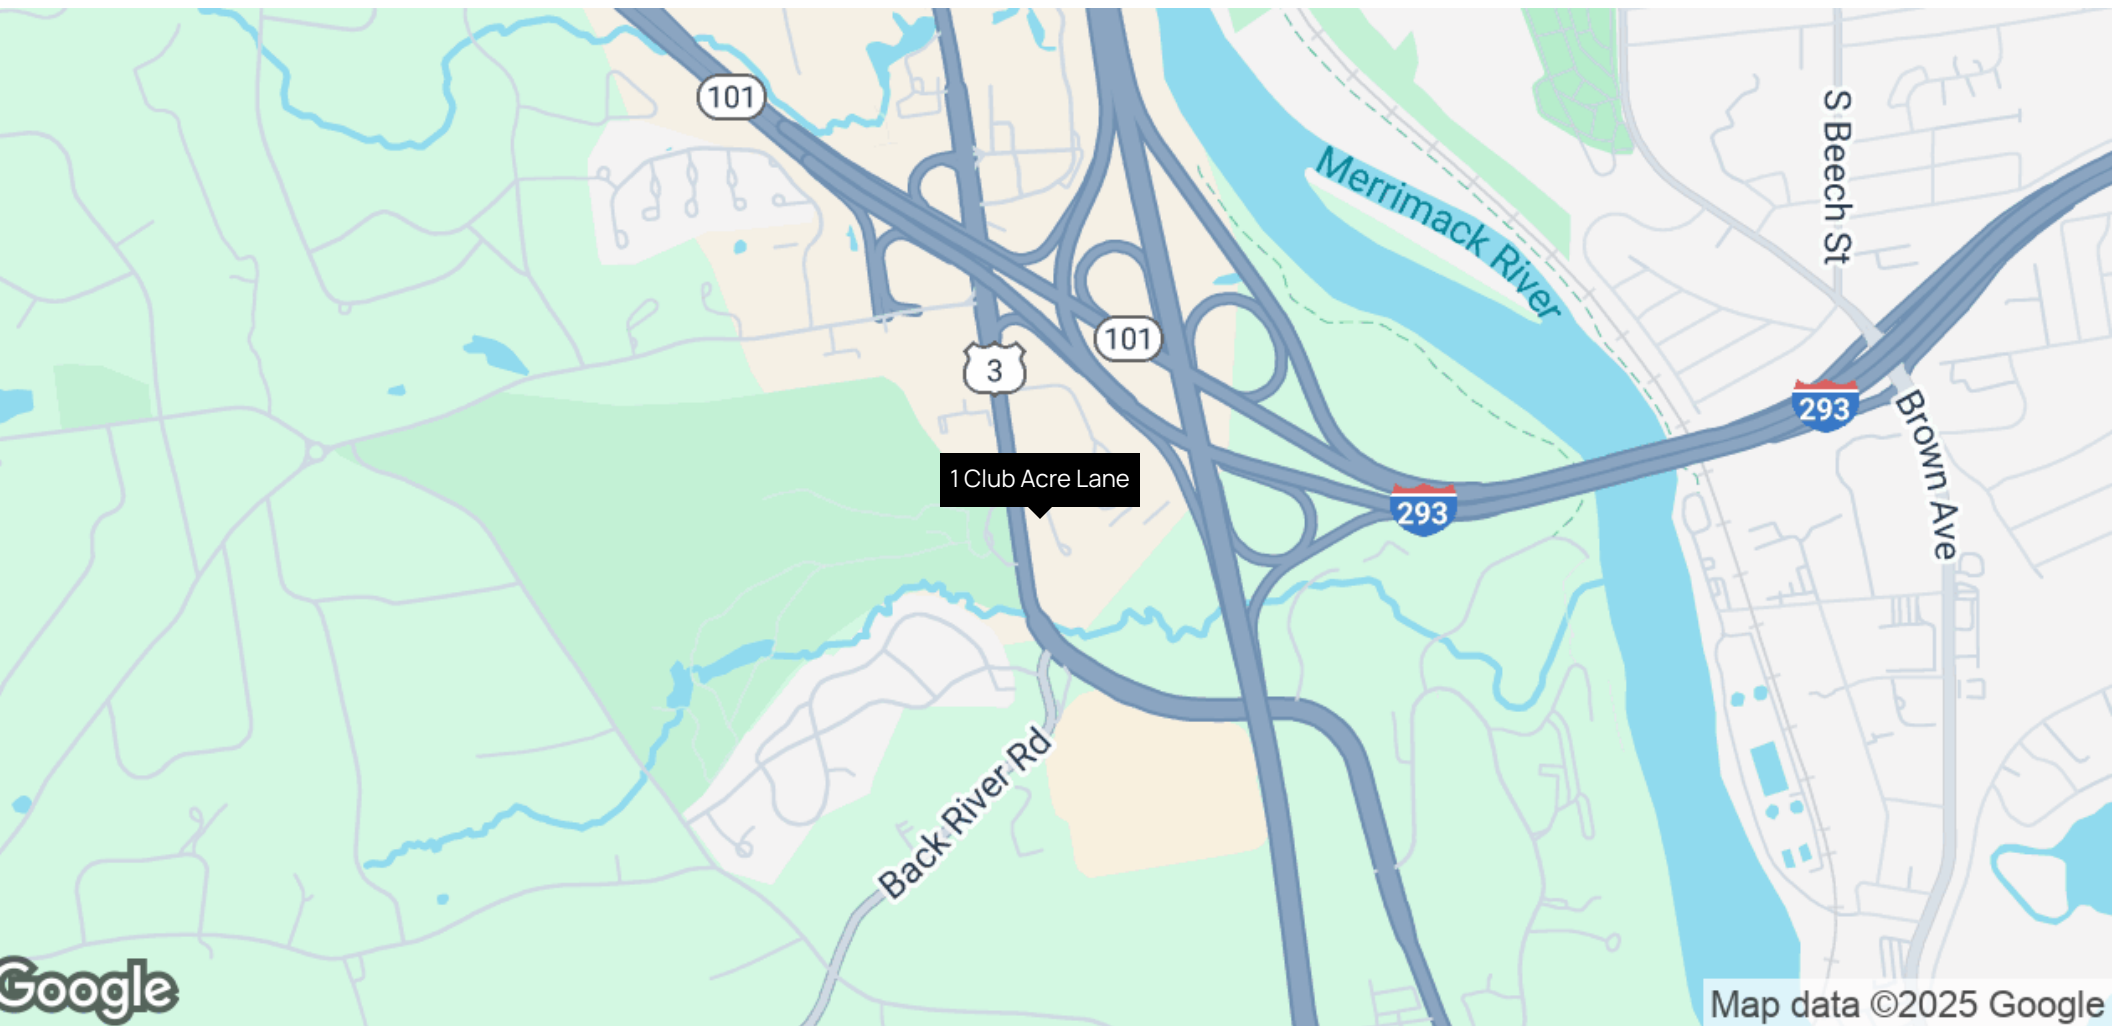 101
S Beech St
Merrimack River
101
3
293
Brown Ave
1 Club Acre Lane
293
Back River Rd
Google
Map data ©2025 Google